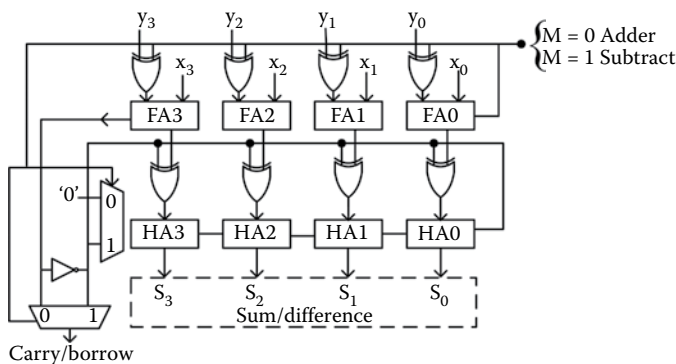 y₃ y₂ y₁ y₀
M = 0 Adder
M = 1 Subtract
x₃ x₂ x₁ x₀
FA3 FA2 FA1 FA0
‘0’ 0
1
HA3 HA2 HA1 HA0
S₃ S₂ S₁ S₀
0 1
Sum/difference
Carry/borrow